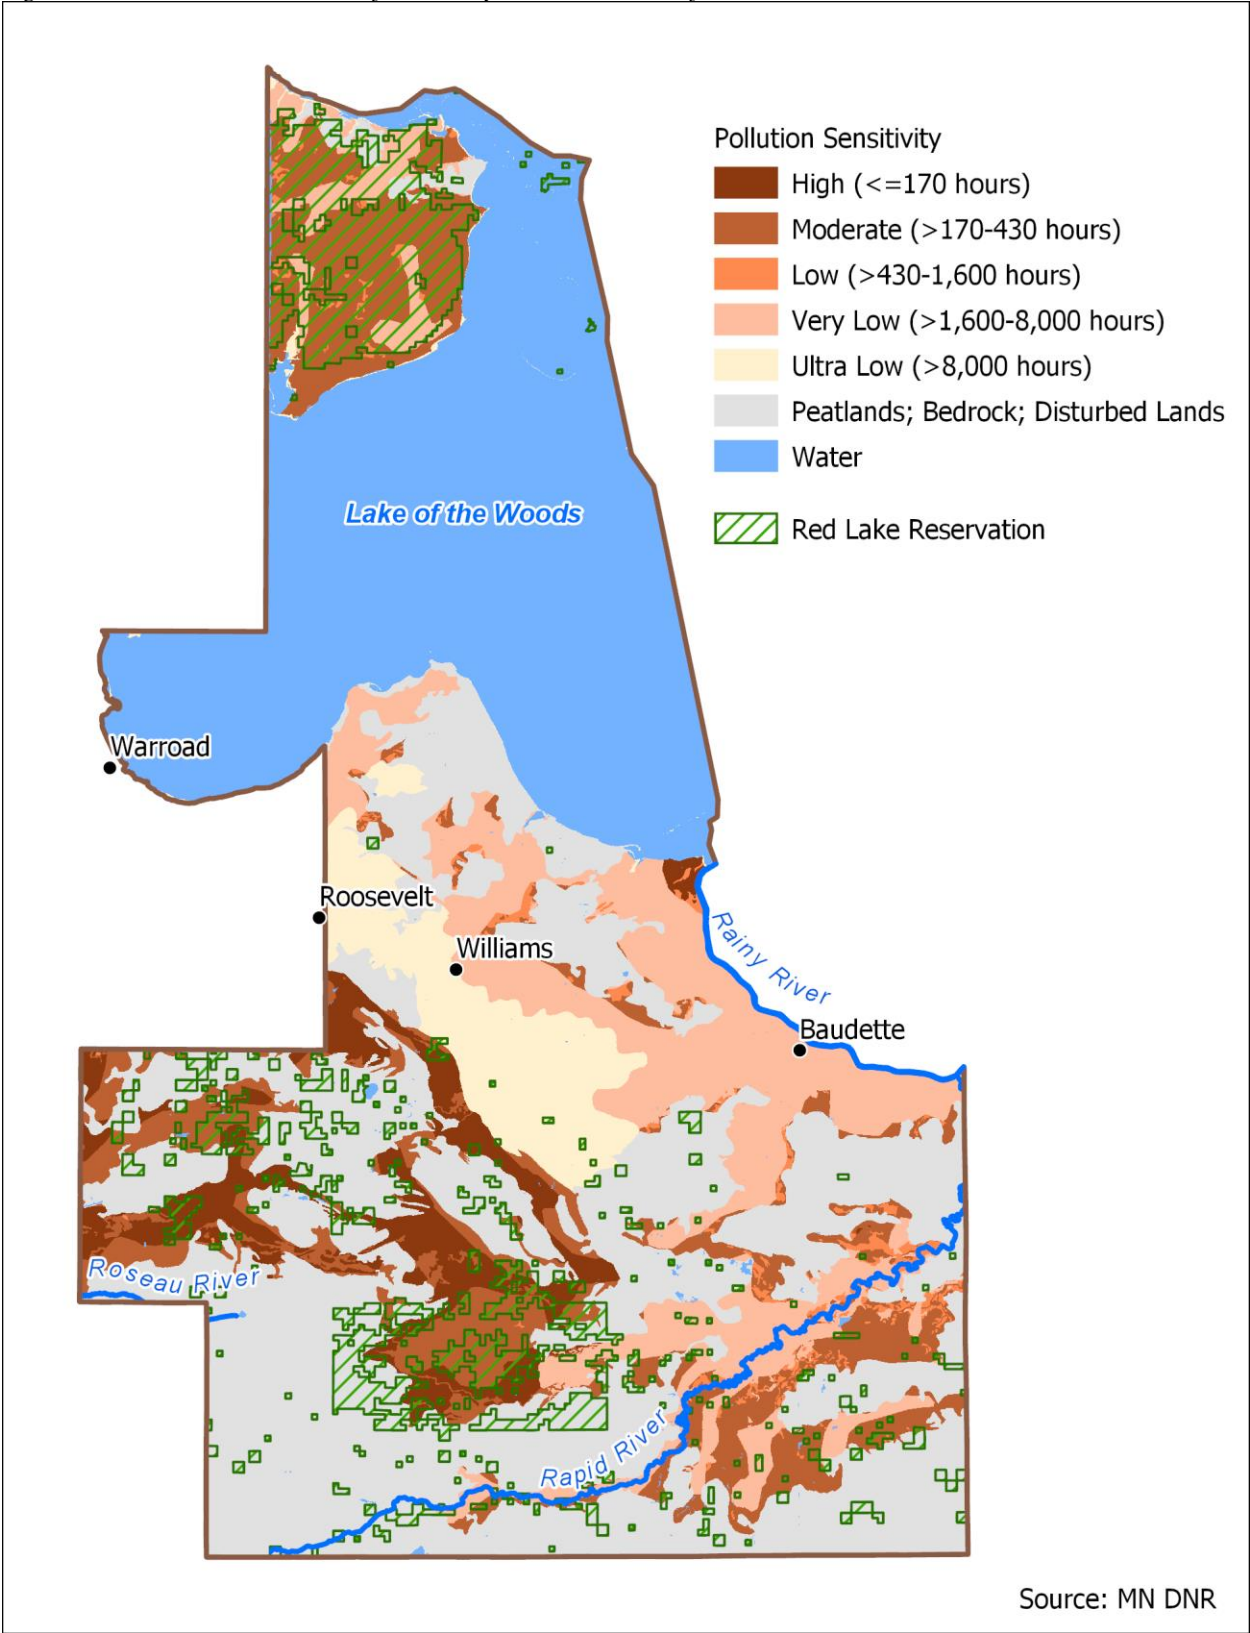 Pollution Sensitivity
High (<=170 hours)
Moderate (>170-430 hours)
Low (>430-1,600 hours)
Very Low (>1,600-8,000 hours)
Ultra Low (>8,000 hours)
Peatlands; Bedrock; Disturbed Lands
Water
Red Lake Reservation
Lake of the Woods
Warroad
Roosevelt
Williams
Rainy River
Baudette
Roseau River
Rapid River
Source: MN DNR